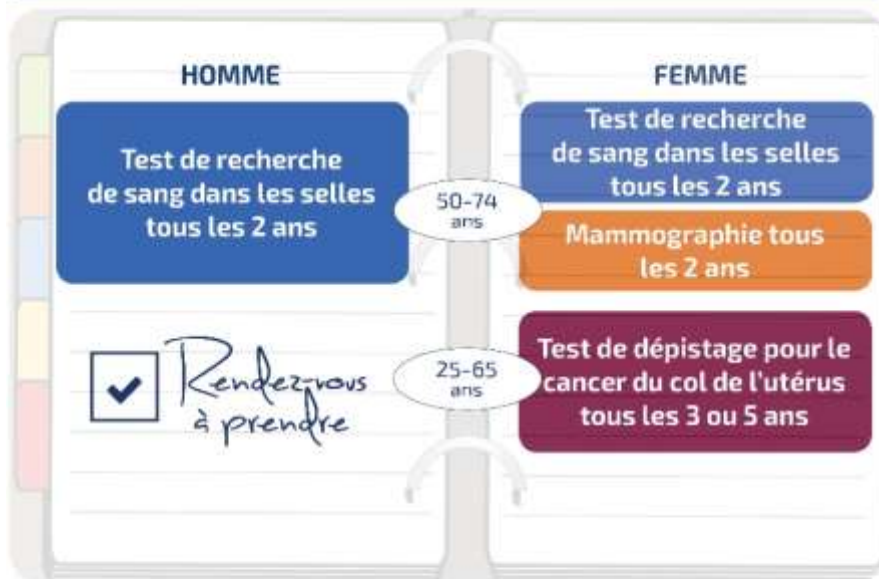 HOMME
Test de recherche
de sang dans les selles
tous les 2 ans
Rendez-vous
à prendre
50-74
ans
25-65
ans
FEMME
Test de recherche
de sang dans les selles
tous les 2 ans
Mammographie tous
les 2 ans
Test de dépistage pour le
cancer du col de l'utérus
tous les 3 ou 5 ans